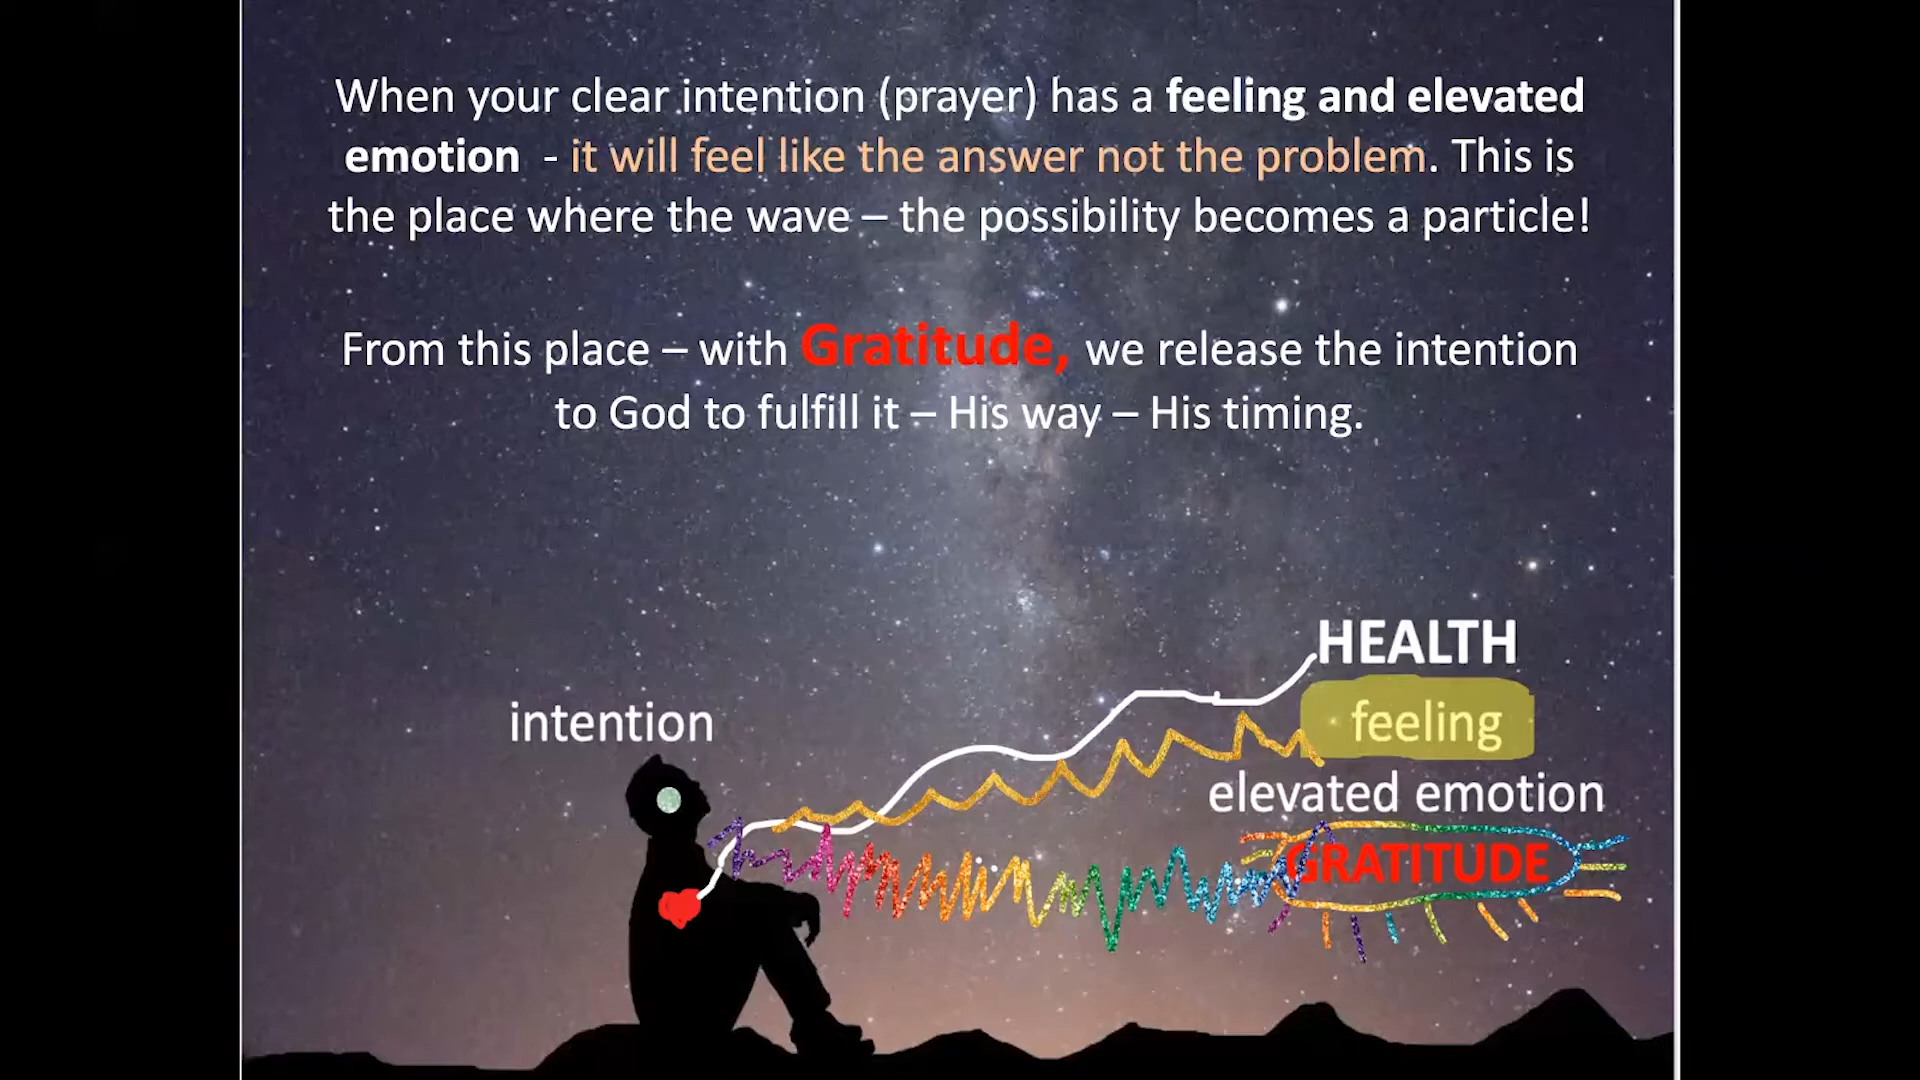 When your clear intention (prayer) has a feeling and elevated
emotion - it will feel like the answer not the problem. This is
the place where the wave – the possibility becomes a particle!
From this place – with Gratitude, we release the intention
to God to fulfill it – His way – His timing.
HEALTH
intention
feeling
elevated emotion
GRATITUDE